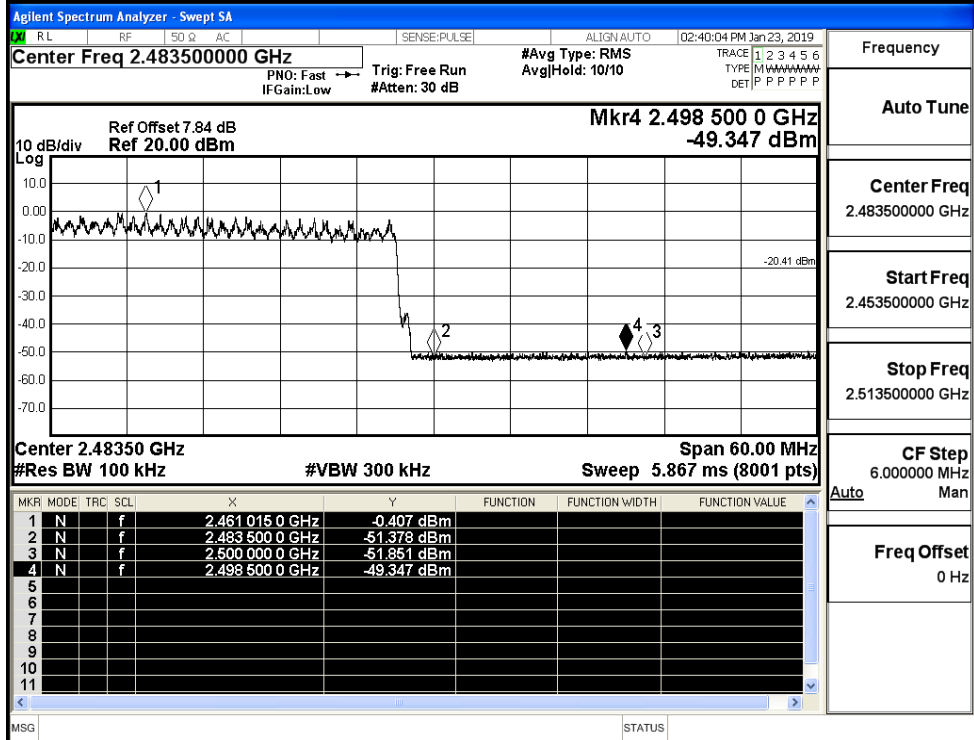 Agilent Spectrum Analyzer - Swept SA
LXI RL RF 50 Ω AC SENSE:PULSE ALIGN AUTO 02:40:04 PM Jan 23, 2019
Center Freq 2.483500000 GHz
PNO: Fast
IFGain:Low
Trig: Free Run
#Atten: 30 dB
#Avg Type: RMS
Avg|Hold: 10/10
TRACE 1 2 3 4 5 6
TYPE M WWWWW
DET P P P P P P
Frequency
Auto Tune
Center Freq
2.483500000 GHz
Start Freq
2.453500000 GHz
Stop Freq
2.513500000 GHz
CF Step
6.000000 MHz
Auto Man
Freq Offset
0 Hz
Mkr4 2.498 500 0 GHz
-49.347 dBm
Ref Offset 7.84 dB
10 dB/div Ref 20.00 dBm
Log
10.0
0.00
-10.0
-20.0
-30.0
-40.0
-50.0
-60.0
-70.0
1
2
4
3
-20.41 dBm
Center 2.48350 GHz Span 60.00 MHz
#Res BW 100 kHz #VBW 300 kHz Sweep 5.867 ms (8001 pts)
MKR MODE TRC SCL X Y FUNCTION FUNCTION WIDTH FUNCTION VALUE
1 N f 2.461 015 0 GHz -0.407 dBm
2 N f 2.483 500 0 GHz -51.378 dBm
3 N f 2.500 000 0 GHz -51.851 dBm
4 N f 2.498 500 0 GHz -49.347 dBm
5
6
7
8
9
10
11
MSG STATUS